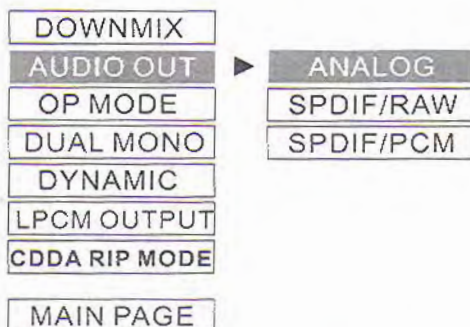 DOWNMIX
AUDIO OUT
OP MODE
DUAL MONO
DYNAMIC
LPCM OUTPUT
CDDA RIP MODE
MAIN PAGE
ANALOG
SPDIF/RAW
SPDIF/PCM